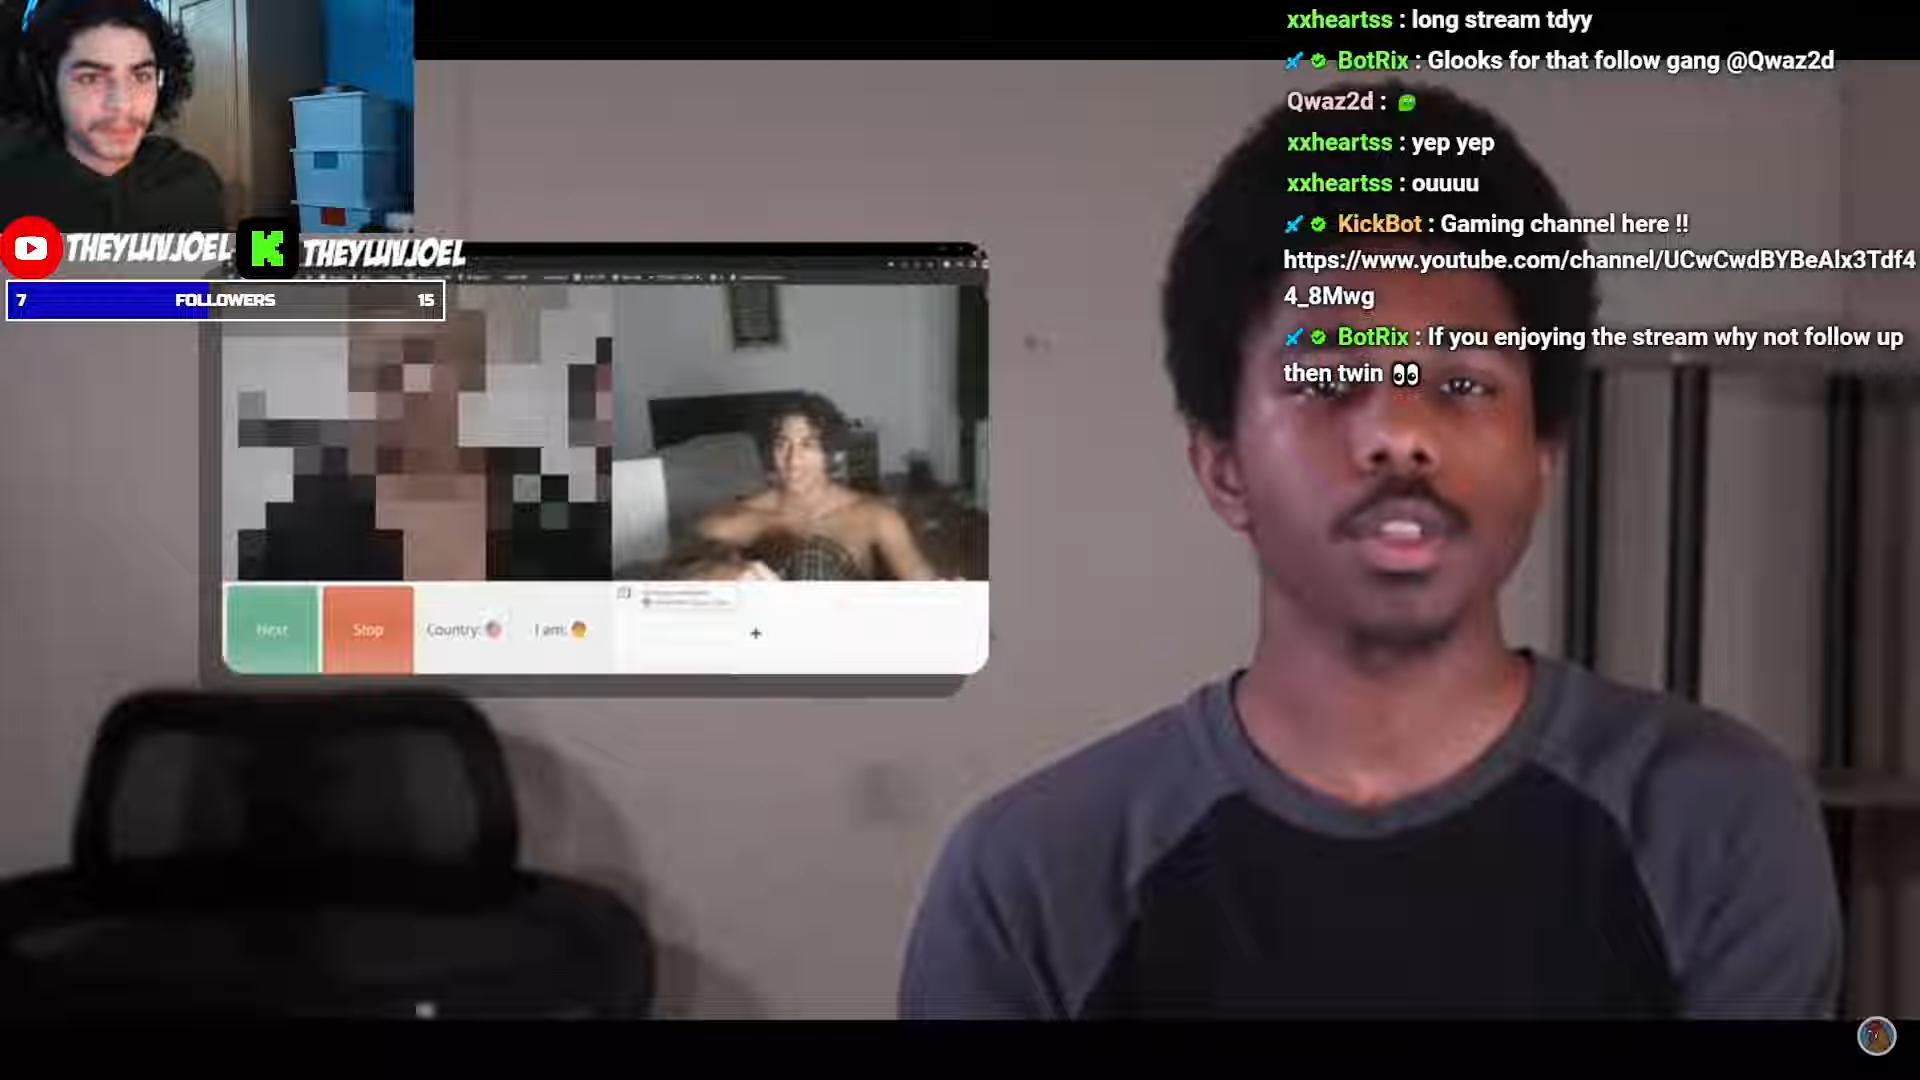 xxheartss : long stream tdyy
BotRix : Glooks for that follow gang @Qwaz2d
Qwaz2d :
xxheartss : yep yep
xxheartss : ouuuu
KickBot : Gaming channel here !!
https://www.youtube.com/channel/UCwCwdBYBeAlx3Tdf4
4_8Mwg
BotRix : If you enjoying the stream why not follow up
then twin 👀
THEYLUVJOEL
THEYLUVJOEL
7 FOLLOWERS 15
Next
Stop
Country:
I am: